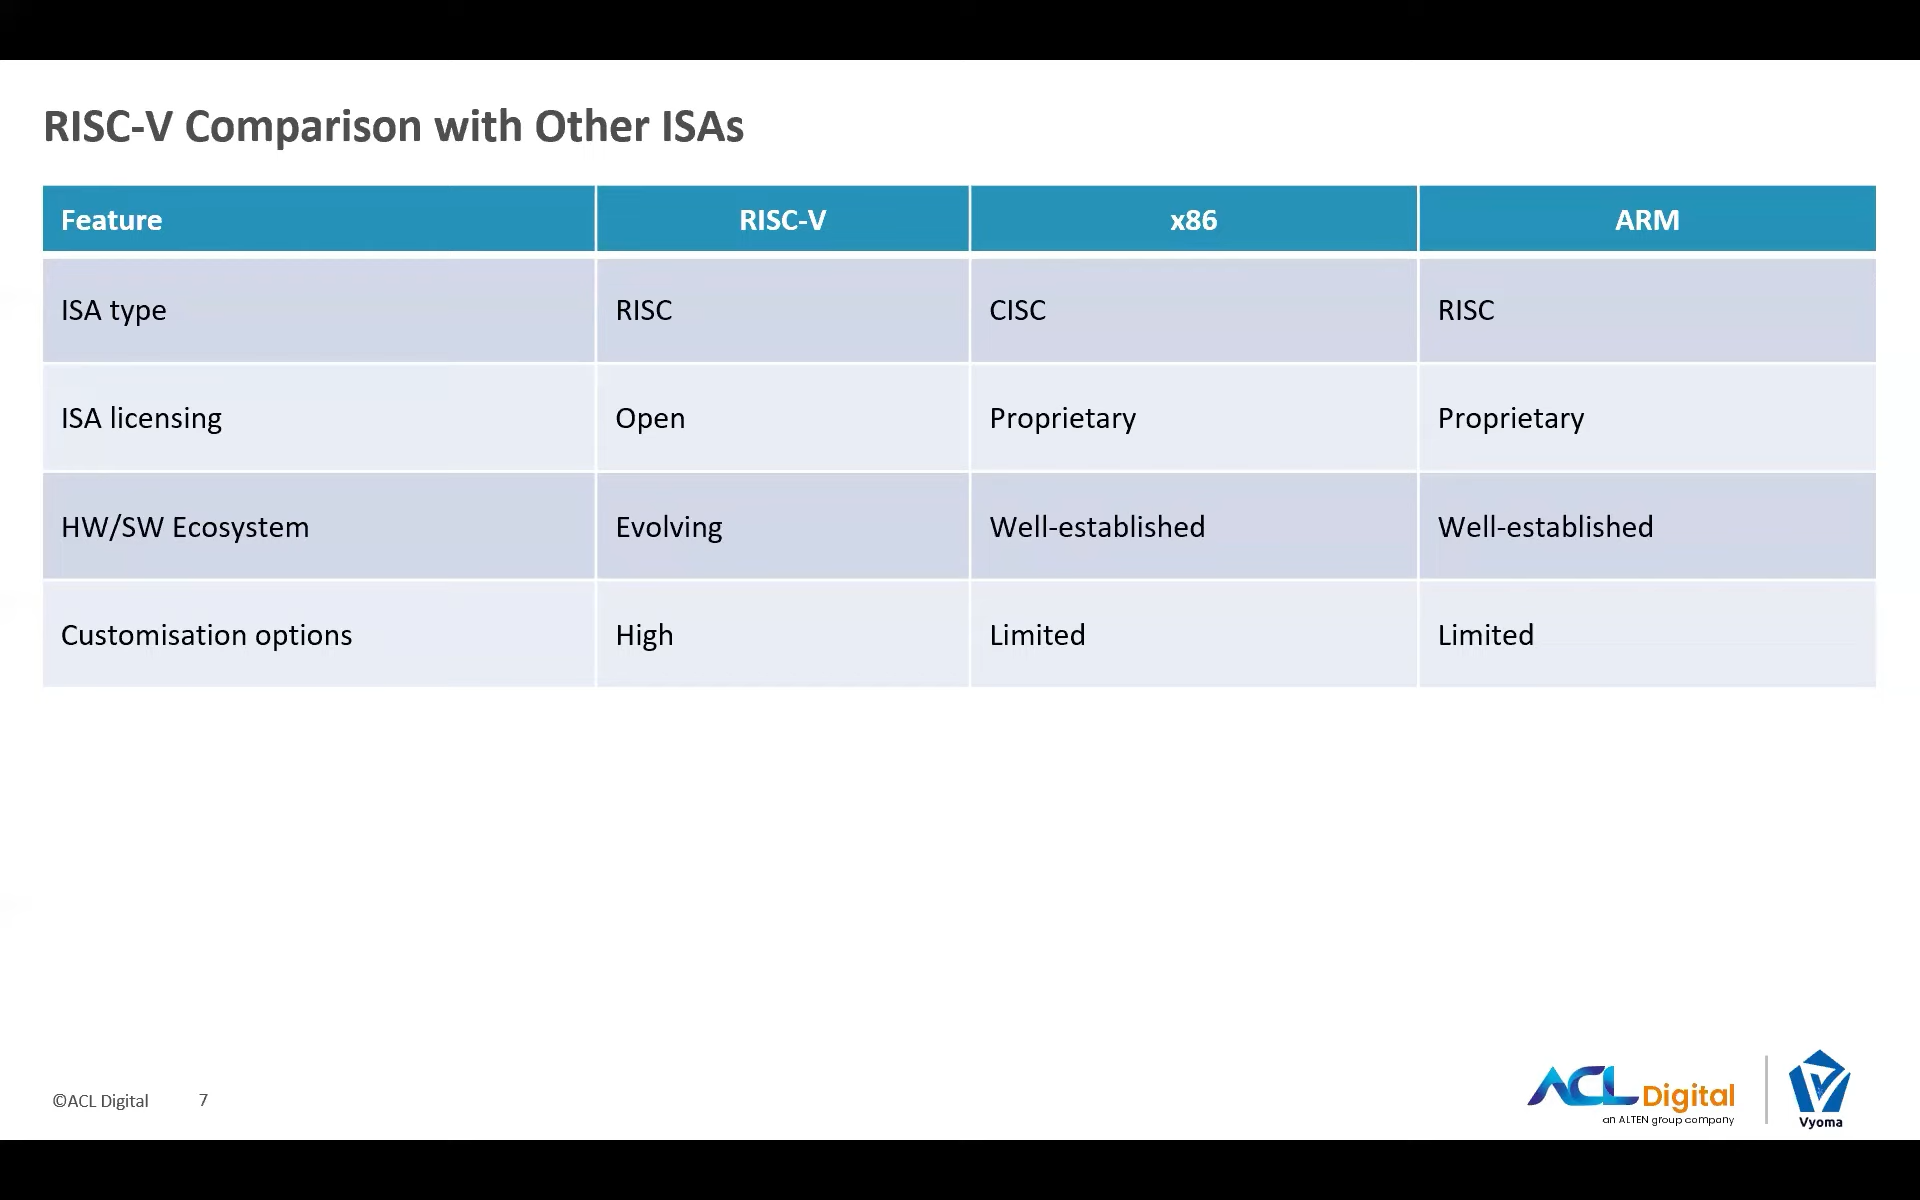 RISC-V Comparison with Other ISAs
Feature RISC-V x86 ARM
ISA type RISC CISC RISC
ISA licensing Open Proprietary Proprietary
HW/SW Ecosystem Evolving Well-established Well-established
Customisation options High Limited Limited
©ACL Digital 7
ACL Digital
an ALTEN group company
Vyoma